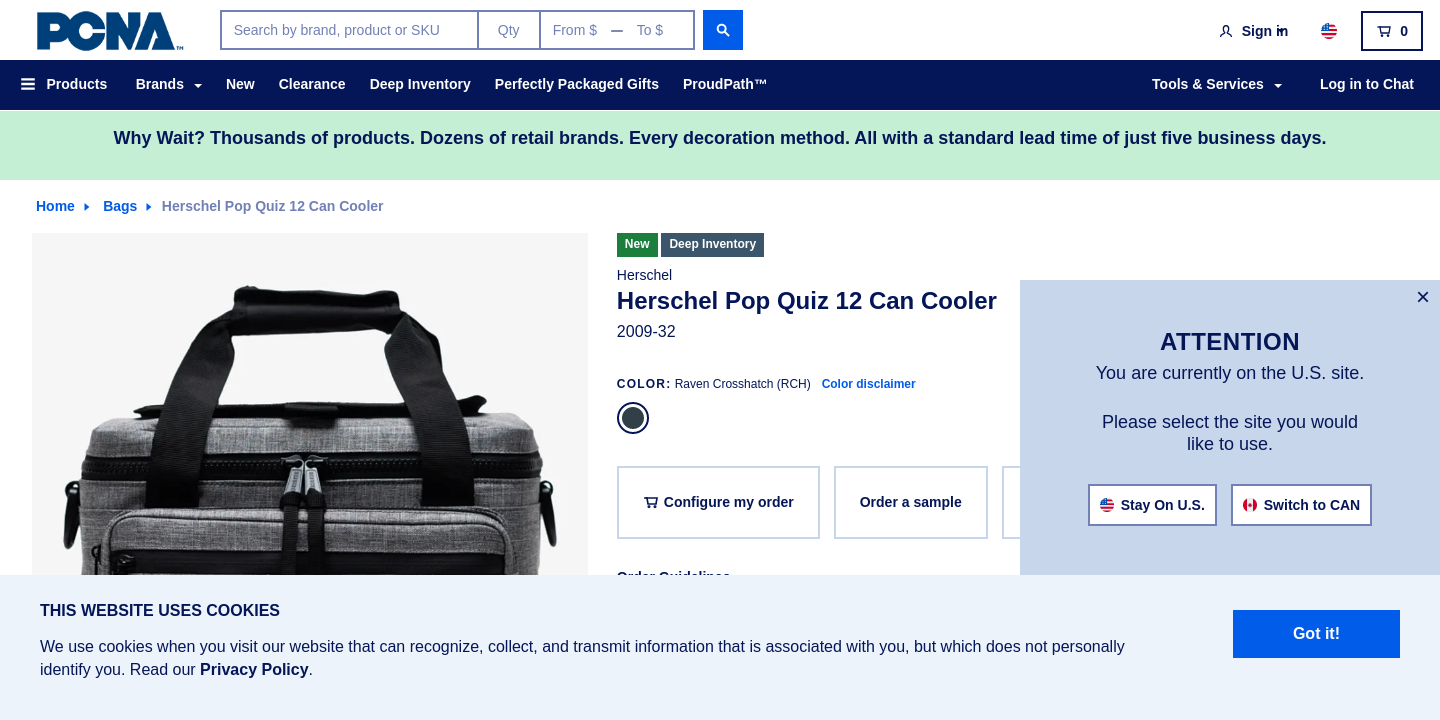 PCNA™
Search by brand, product or SKU
Qty
From $ — To $
Sign in
0
Products
Brands
New
Clearance
Deep Inventory
Perfectly Packaged Gifts
ProudPath™
Tools & Services
Log in to Chat
Why Wait? Thousands of products. Dozens of retail brands. Every decoration method. All with a standard lead time of just five business days.
Home
Bags
Herschel Pop Quiz 12 Can Cooler
New
Deep Inventory
Herschel
Herschel Pop Quiz 12 Can Cooler
2009-32
COLOR: Raven Crosshatch (RCH) Color disclaimer
Configure my order
Order a sample
ATTENTION
You are currently on the U.S. site.
Please select the site you would
like to use.
Stay On U.S.
Switch to CAN
Order Guidelines
THIS WEBSITE USES COOKIES
We use cookies when you visit our website that can recognize, collect, and transmit information that is associated with you, but which does not personally
identify you. Read our Privacy Policy.
Got it!